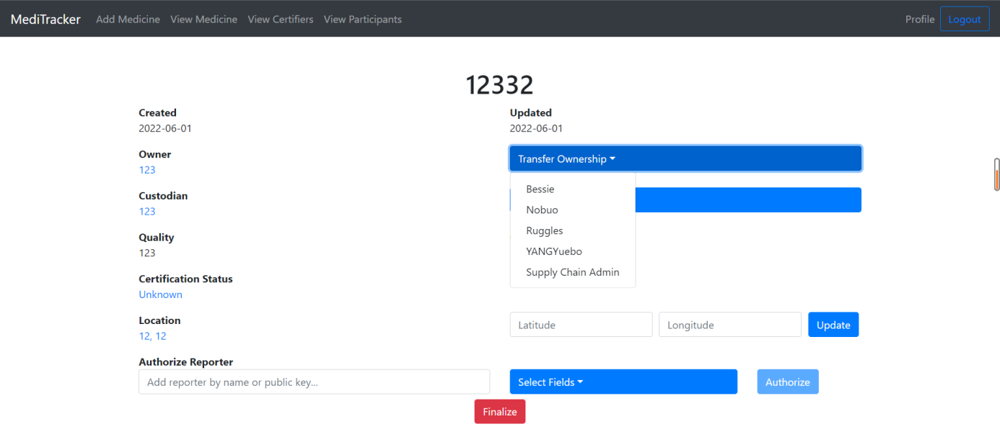 MediTracker Add Medicine View Medicine View Certifiers View Participants Profile Logout
12332
Created Updated
2022-06-01 2022-06-01
Owner
123
Transfer Ownership
Bessie
Nobuo
Ruggles
YANGYuebo
Supply Chain Admin
Custodian
123
Quality
123
Certification Status
Unknown
Location
12, 12
Latitude Longitude Update
Authorize Reporter
Add reporter by name or public key... Select Fields Authorize
Finalize